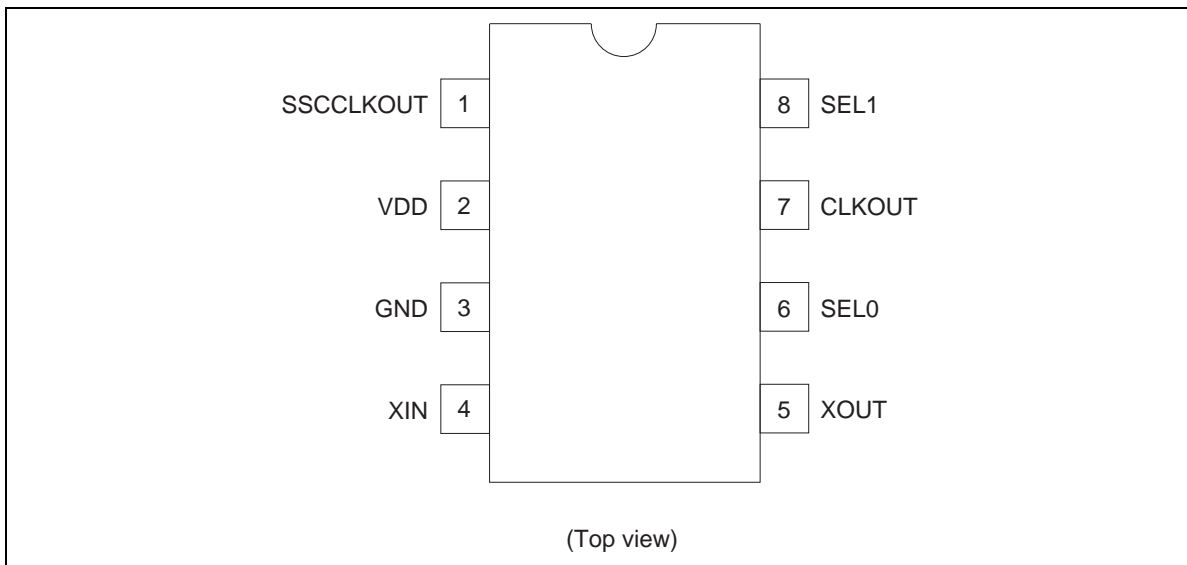 SSCCLKOUT 1 8 SEL1
VDD 2 7 CLKOUT
GND 3 6 SEL0
XIN 4 5 XOUT
(Top view)